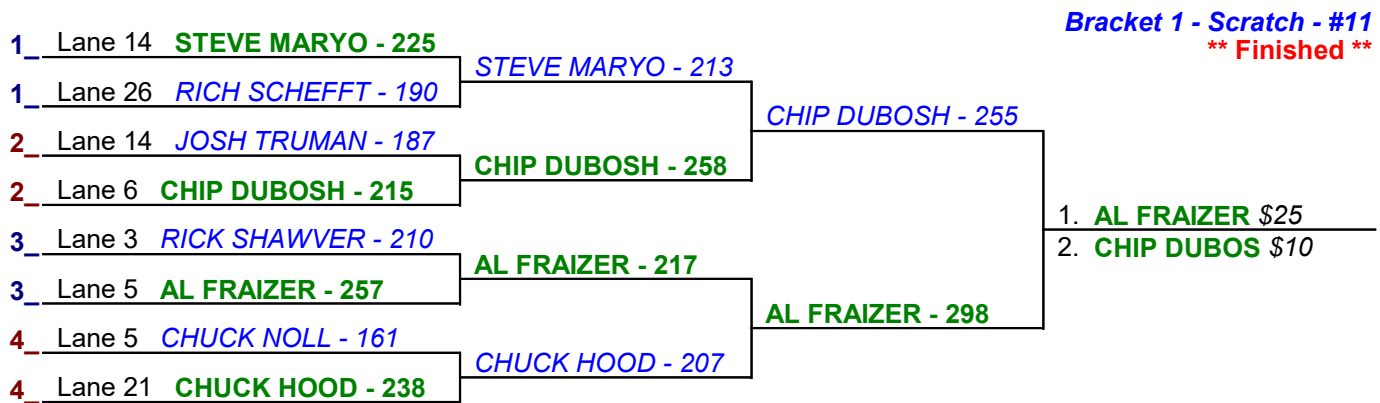 Bracket 1 - Scratch - #11
** Finished **
1_ Lane 14 STEVE MARYO - 225
1_ Lane 26 RICH SCHEFFT - 190
2_ Lane 14 JOSH TRUMAN - 187
2_ Lane 6 CHIP DUBOSH - 215
3_ Lane 3 RICK SHAWVER - 210
3_ Lane 5 AL FRAIZER - 257
4_ Lane 5 CHUCK NOLL - 161
4_ Lane 21 CHUCK HOOD - 238
STEVE MARYO - 213
CHIP DUBOSH - 258
AL FRAIZER - 217
CHUCK HOOD - 207
CHIP DUBOSH - 255
AL FRAIZER - 298
1. AL FRAIZER $25
2. CHIP DUBOS $10